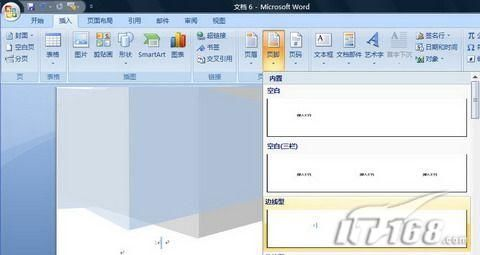 文档 6 - Microsoft Word
开始 插入 页面布局 引用 邮件 审阅 视图
封面 空白页 分页 页
表格 表格
图片 剪贴画 形状 SmartArt 图表 插图
超链接 书签 交叉引用 链接
页眉 页脚 页码
文本框 文档部件 艺术字 首字下沉
签名行 日期和时间 对象
内置
空白
空白(三栏)
边线型
IT168.com